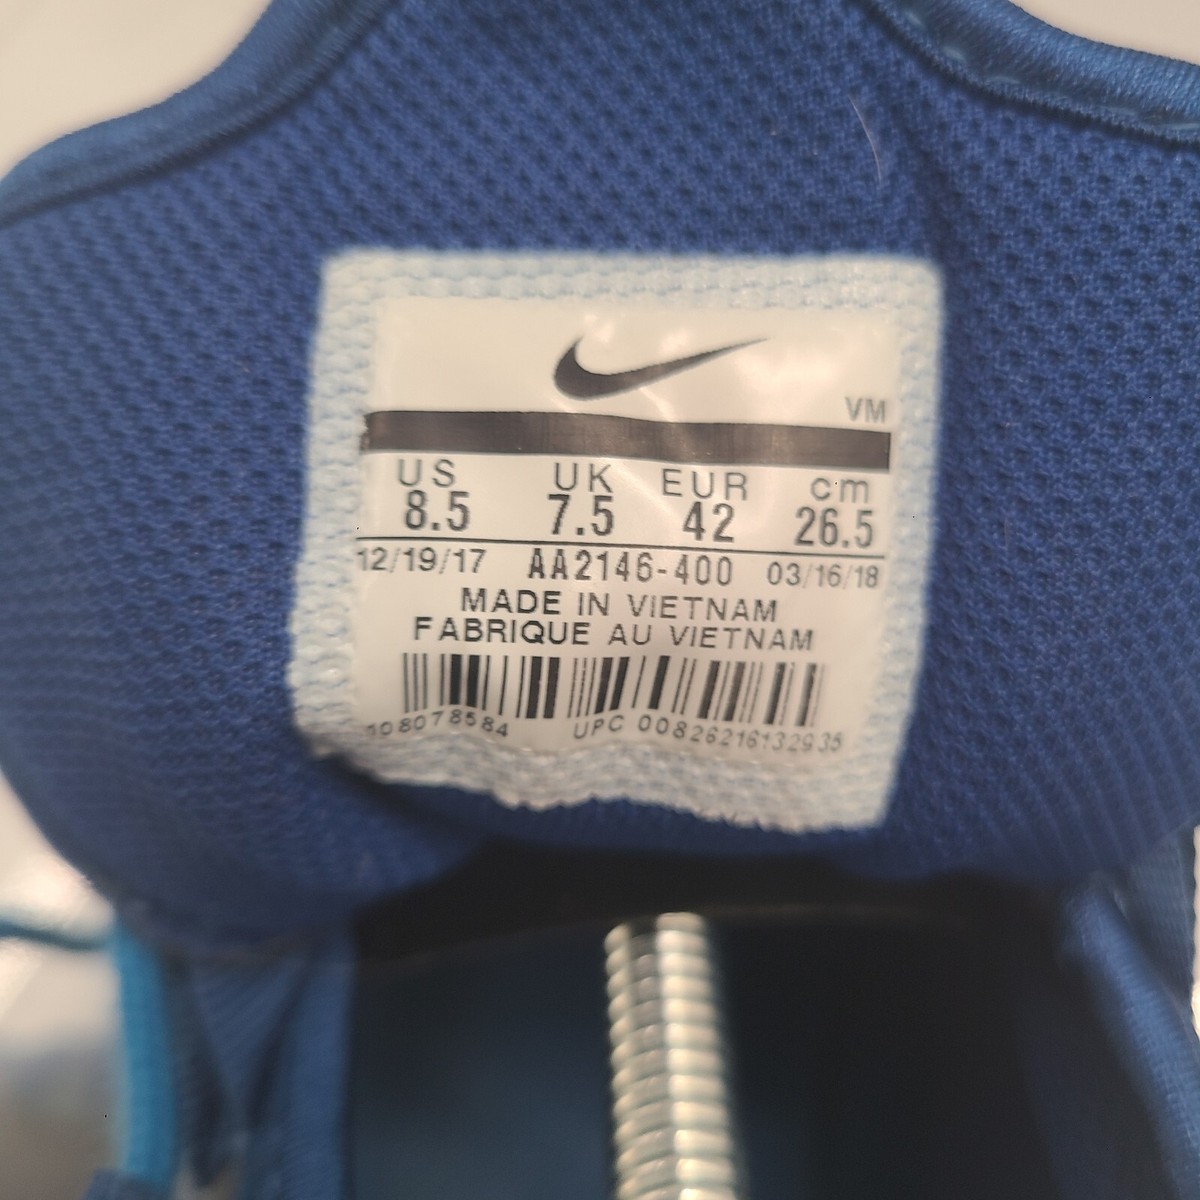 VM
US UK EUR cm
8.5 7.5 42 26.5
12/19/17 AA2146-400 03/16/18
MADE IN VIETNAM
FABRIQUE AU VIETNAM
UPC 00826216132935